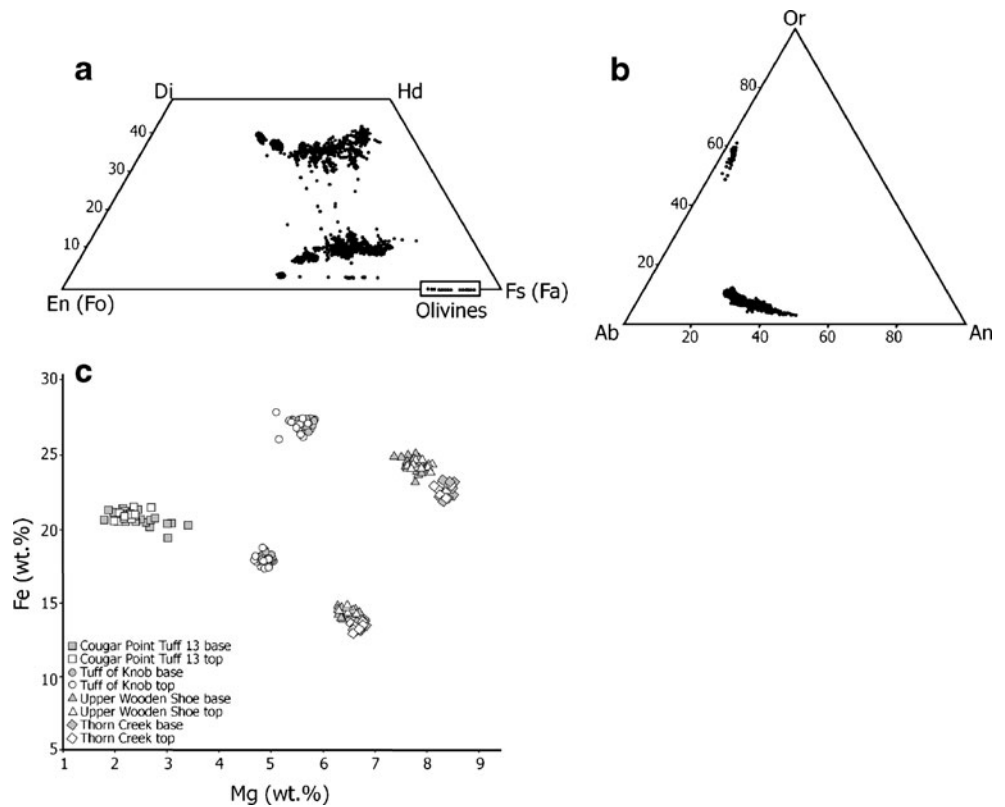 a
Di
Hd
40
30
20
10
En (Fo)
Fs (Fa)
Olivines
b
Or
80
60
40
20
Ab
20
40
60
80
An
c
30
25
20
15
10
5
Fe (wt.%)
Cougar Point Tuff 13 base
Cougar Point Tuff 13 top
Tuff of Knob base
Tuff of Knob top
Upper Wooden Shoe base
Upper Wooden Shoe top
Thorn Creek base
Thorn Creek top
1 2 3 4 5 6 7 8 9
Mg (wt.%)